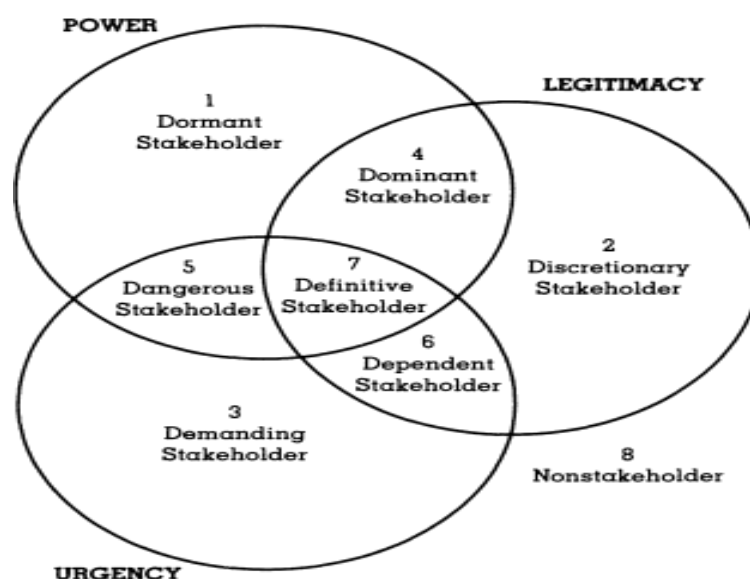 POWER
LEGITIMACY
1
Dormant
Stakeholder
4
Dominant
Stakeholder
2
Discretionary
Stakeholder
5
Dangerous
Stakeholder
7
Definitive
Stakeholder
6
Dependent
Stakeholder
3
Demanding
Stakeholder
8
Nonstakeholder
URGENCY